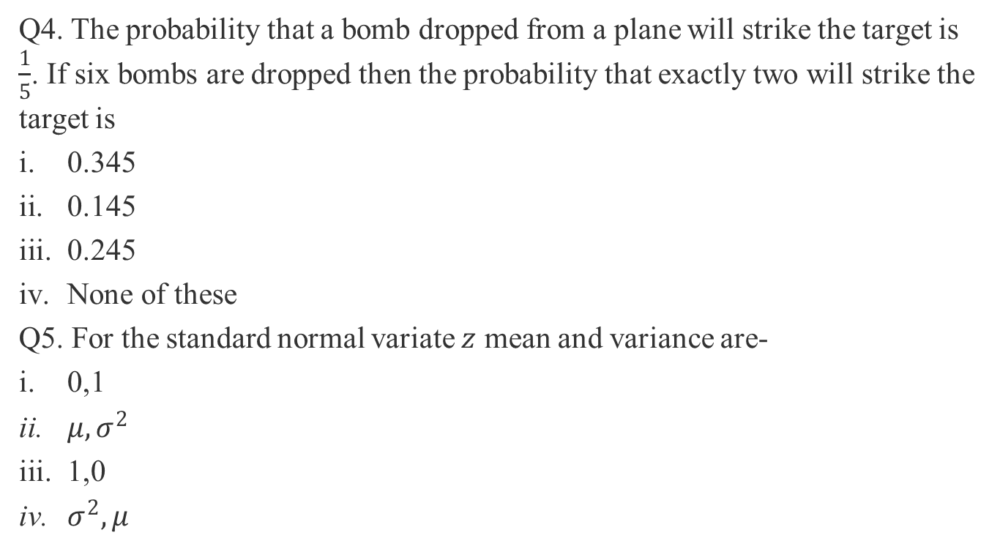 Q4. The probability that a bomb dropped from a plane will strike the target is
1/5. If six bombs are dropped then the probability that exactly two will strike the
target is
i. 0.345
ii. 0.145
iii. 0.245
iv. None of these
Q5. For the standard normal variate z mean and variance are-
i. 0,1
ii. μ, σ²
iii. 1,0
iv. σ², μ